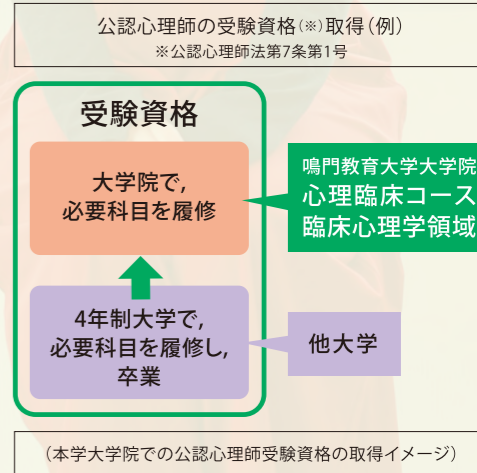 公認心理師の受験資格(※)取得(例)
※公認心理師法第7条第1号
受験資格
大学院で,
必要科目を履修
鳴門教育大学大学院
心理臨床コース
臨床心理学領域
4年制大学で,
必要科目を履修し,
卒業
他大学
(本学大学院での公認心理師受験資格の取得イメージ)